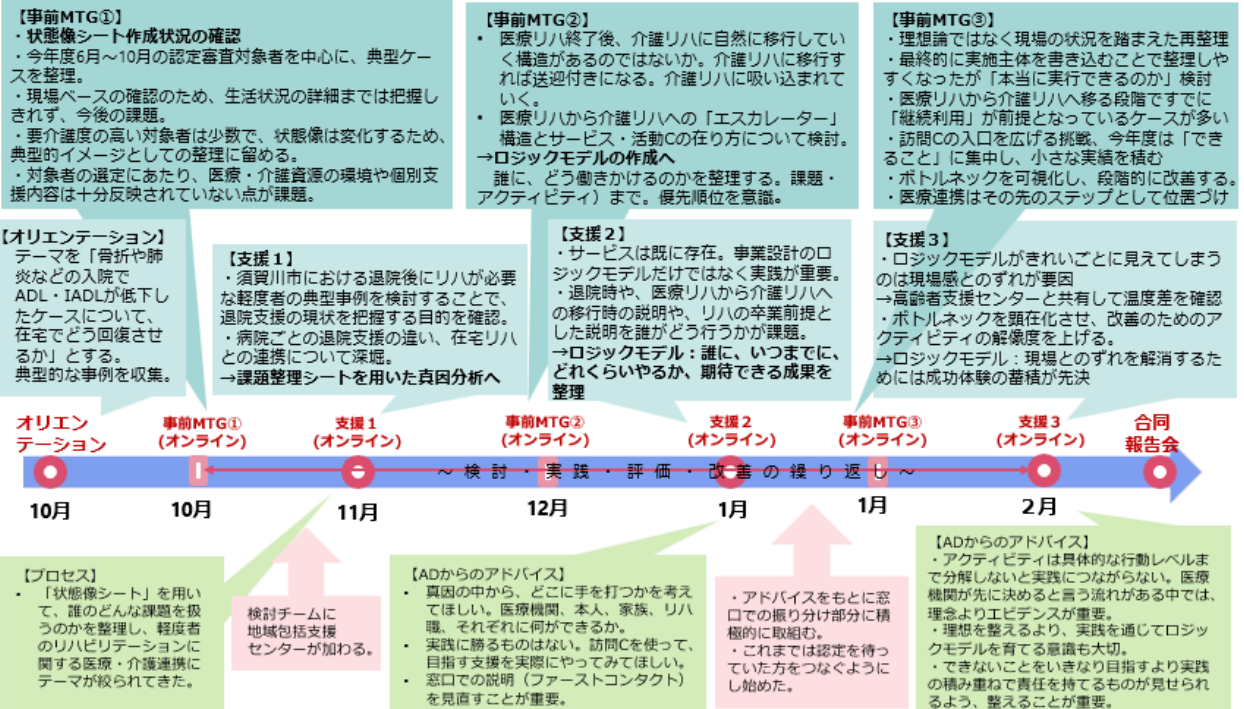 【事前MTG①】
・状態像シート作成状況の確認
・今年度6月～10月の認定審査対象者を中心に、典型ケー
スを整理。
・現場ベースの確認のため、生活状況の詳細までは把握し
きれず、今後の課題。
・要介護度の高い対象者は少数で、状態像は変化するため、
典型的イメージとしての整理に留める。
・対象者の選定にあたり、医療・介護資源の環境や個別支
援内容は十分反映されていない点が課題。
【事前MTG②】
・ 医療リハ終了後、介護リハに自然に移行してい
く構造があるのではないか。介護リハに移行す
れば送迎付きになる。介護リハに吸い込まれて
いく。
・ 医療リハから介護リハへの「エスカレーター」
構造とサービス・活動Cの在り方について検討。
→ロジックモデルの作成へ
誰に、どう働きかけるのかを整理する。課題・
アクティビティ）まで。優先順位を意識。
【事前MTG③】
・理想論ではなく現場の状況を踏まえた再整理
・最終的に実施主体を書き込むことで整理しや
すくなったが「本当に実行できるのか」検討
・医療リハから介護リハへ移る段階ですでに
「継続利用」が前提となっているケースが多い
・訪問Cの入口を広げる挑戦、今年度は「でき
ること」に集中し、小さな実績を積む
・ボトルネックを可視化し、段階的に改善する。
・医療連携はその先のステップとして位置づけ
【オリエンテーション】
テーマを「骨折や肺
炎などの入院で
ADL・IADLが低下し
たケースについて、
在宅でどう回復させ
るか」とする。
典型的な事例を収集。
【支援１】
・須賀川市における退院後にリハが必要
な軽度者の典型事例を検討することで、
退院支援の現状を把握する目的を確認。
・病院ごとの退院支援の違い、在宅リハ
との連携について深堀。
→課題整理シートを用いた真因分析へ
【支援２】
・サービスは既に存在。事業設計のロ
ジックモデルだけではなく実践が重要。
・退院時や、医療リハから介護リハへ
の移行時の説明や、リハの卒業前提と
した説明を誰がどう行うかが課題。
→ロジックモデル：誰に、いつまでに、
どれくらいやるか、期待できる成果を
整理
【支援３】
・ロジックモデルがきれいごとに見えてしまう
のは現場感とのずれが要因
→高齢者支援センターと共有して温度差を確認
・ボトルネックを顕在化させ、改善のためのア
クティビティの解像度を上げる。
→ロジックモデル：現場とのずれを解消するた
めには成功体験の蓄積が先決
オリエン
テーション
事前MTG①
(オンライン)
支援１
(オンライン)
事前MTG②
(オンライン)
支援２
(オンライン)
事前MTG③
(オンライン)
支援３
(オンライン)
合同
報告会
～検討・実践・評価・改善の繰り返し～
10月
10月
11月
12月
1月
1月
２月
【プロセス】
・ 「状態像シート」を用い
て、誰のどんな課題を扱
うのかを整理し、軽度者
のリハビリテーションに
関する医療・介護連携に
テーマが絞られてきた。
検討チームに
地域包括支援
センターが加わる。
【ADからのアドバイス】
・ 真因の中から、どこに手を打つかを考え
てほしい。医療機関、本人、家族、リハ
職、それぞれに何ができるか。
・ 実践に勝るものはない。訪問Cを使って、
目指す支援を実際にやってみてほしい。
・ 窓口での説明（ファーストコンタクト）
を見直すことが重要。
・アドバイスをもとに窓
口での振り分け部分に積
極的に取組む。
・これまでは認定を待っ
ていた方をつなぐように
し始めた。
【ADからのアドバイス】
・アクティビティは具体的な行動レベルま
で分解しないと実践につながらない。医療
機関が先に決めると言う流れがある中では、
理念よりエビデンスが重要。
・理想を整えるより、実践を通じてロジッ
クモデルを育てる意識も大切。
・できないことをいきなり目指すより実践
の積み重ねで責任を持てるものが見せられ
るよう、整えることが重要。